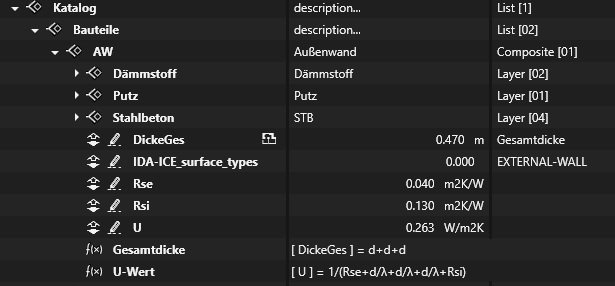 Katalog description... List [1]
Bauteile description... List [02]
AW Außenwand Composite [01]
Dämmstoff Dämmstoff Layer [02]
Putz Putz Layer [01]
Stahlbeton STB Layer [04]
DickeGes 0.470 m Gesamtdicke
IDA-ICE_surface_types 0.000 EXTERNAL-WALL
Rse 0.040 m2K/W
Rsi 0.130 m2K/W
U 0.263 W/m2K
f(x) Gesamtdicke [ DickeGes ] = d+d+d
f(x) U-Wert [ U ] = 1/(Rse+d/λ+d/λ+d/λ+Rsi)